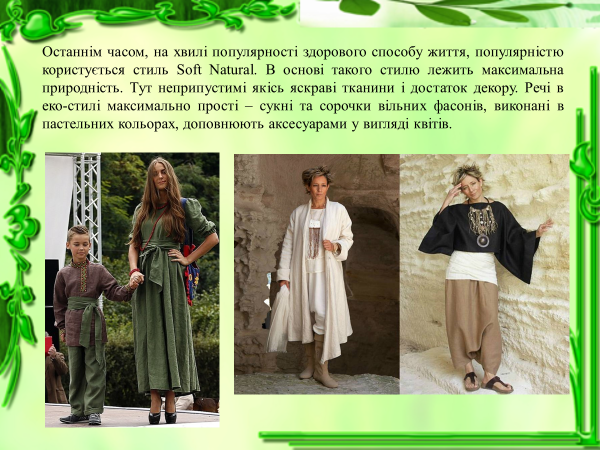 Останнім часом, на хвилі популярності здорового способу життя, популярністю
користується стиль Soft Natural. В основі такого стилю лежить максимальна
природність. Тут неприпустимі якісь яскраві тканини і достаток декору. Речі в
еко-стилі максимально прості – сукні та сорочки вільних фасонів, виконані в
пастельних кольорах, доповнюють аксесуарами у вигляді квітів.